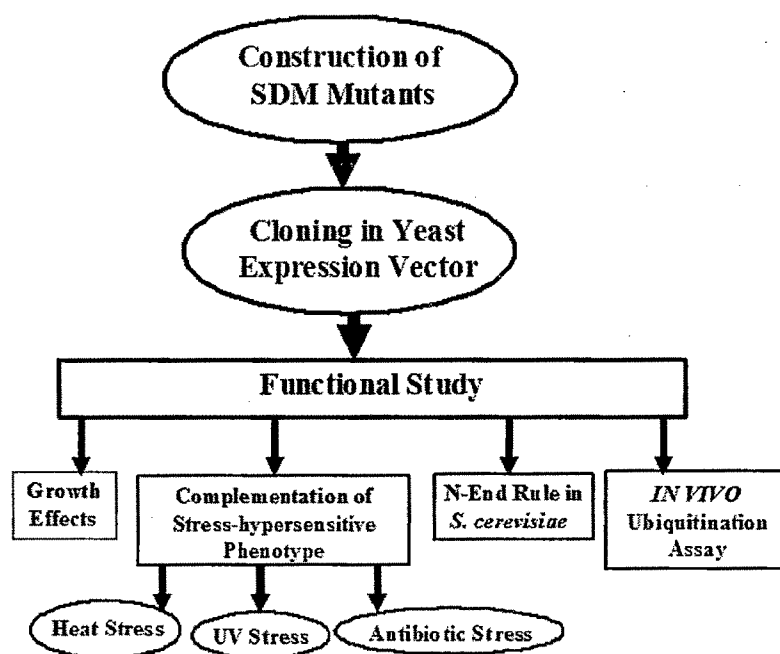 Construction of
SDM Mutants
Cloning in Yeast
Expression Vector
Functional Study
Growth
Effects
Complementation of
Stress-hypersensitive
Phenotype
N-End Rule in
S. cerevisiae
IN VIVO
Ubiquitination
Assay
Heat Stress
UV Stress
Antibiotic Stress